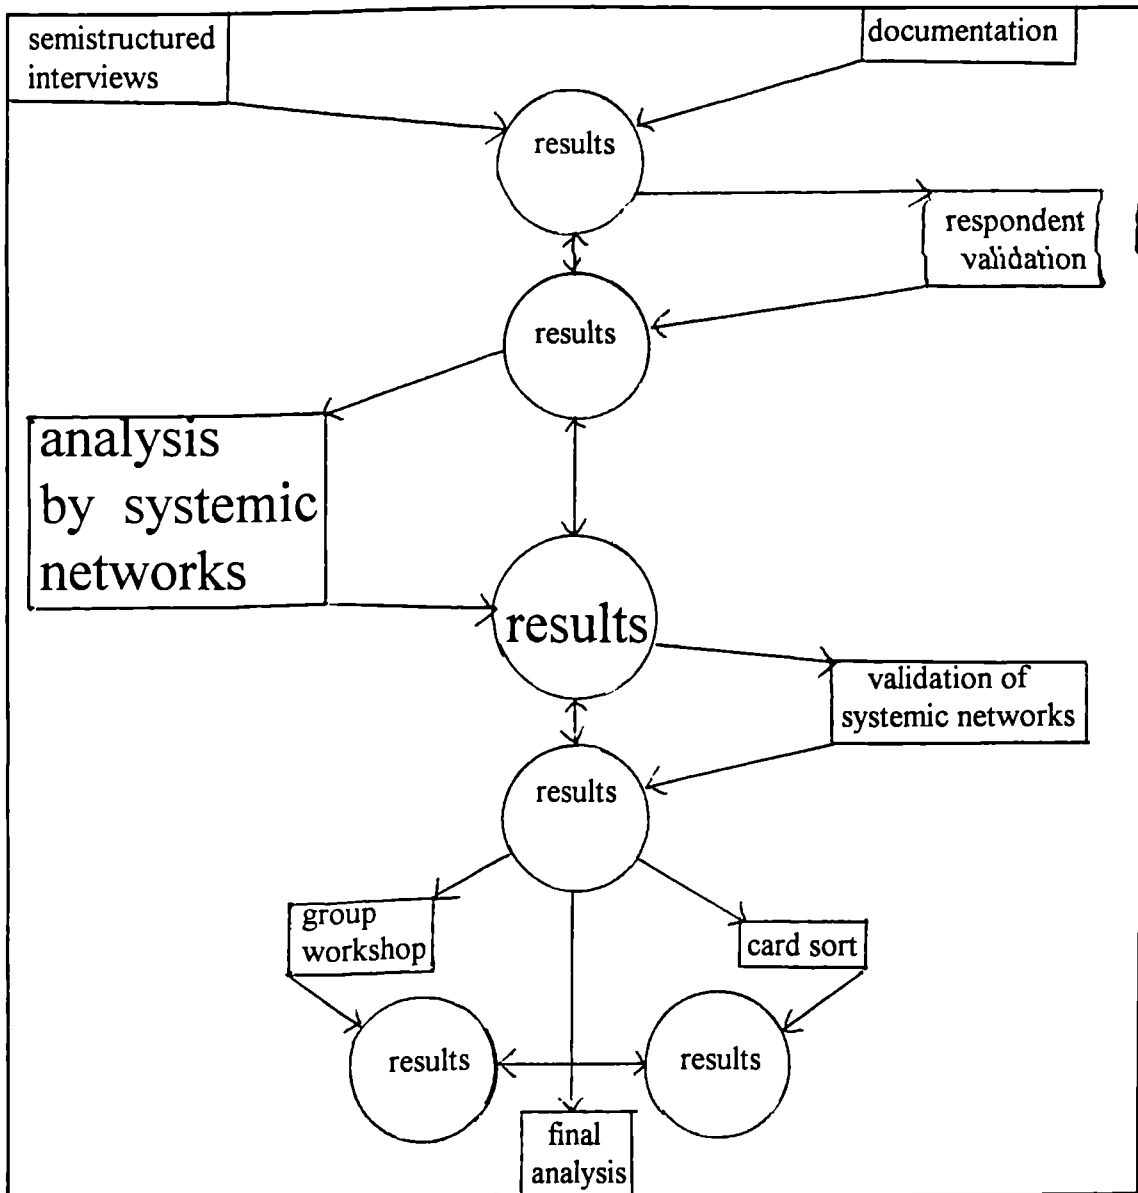 semistructured
interviews
documentation
results
respondent
validation
results
analysis
by systemic
networks
results
validation of
systemic networks
results
group
workshop
card sort
results
results
final
analysis